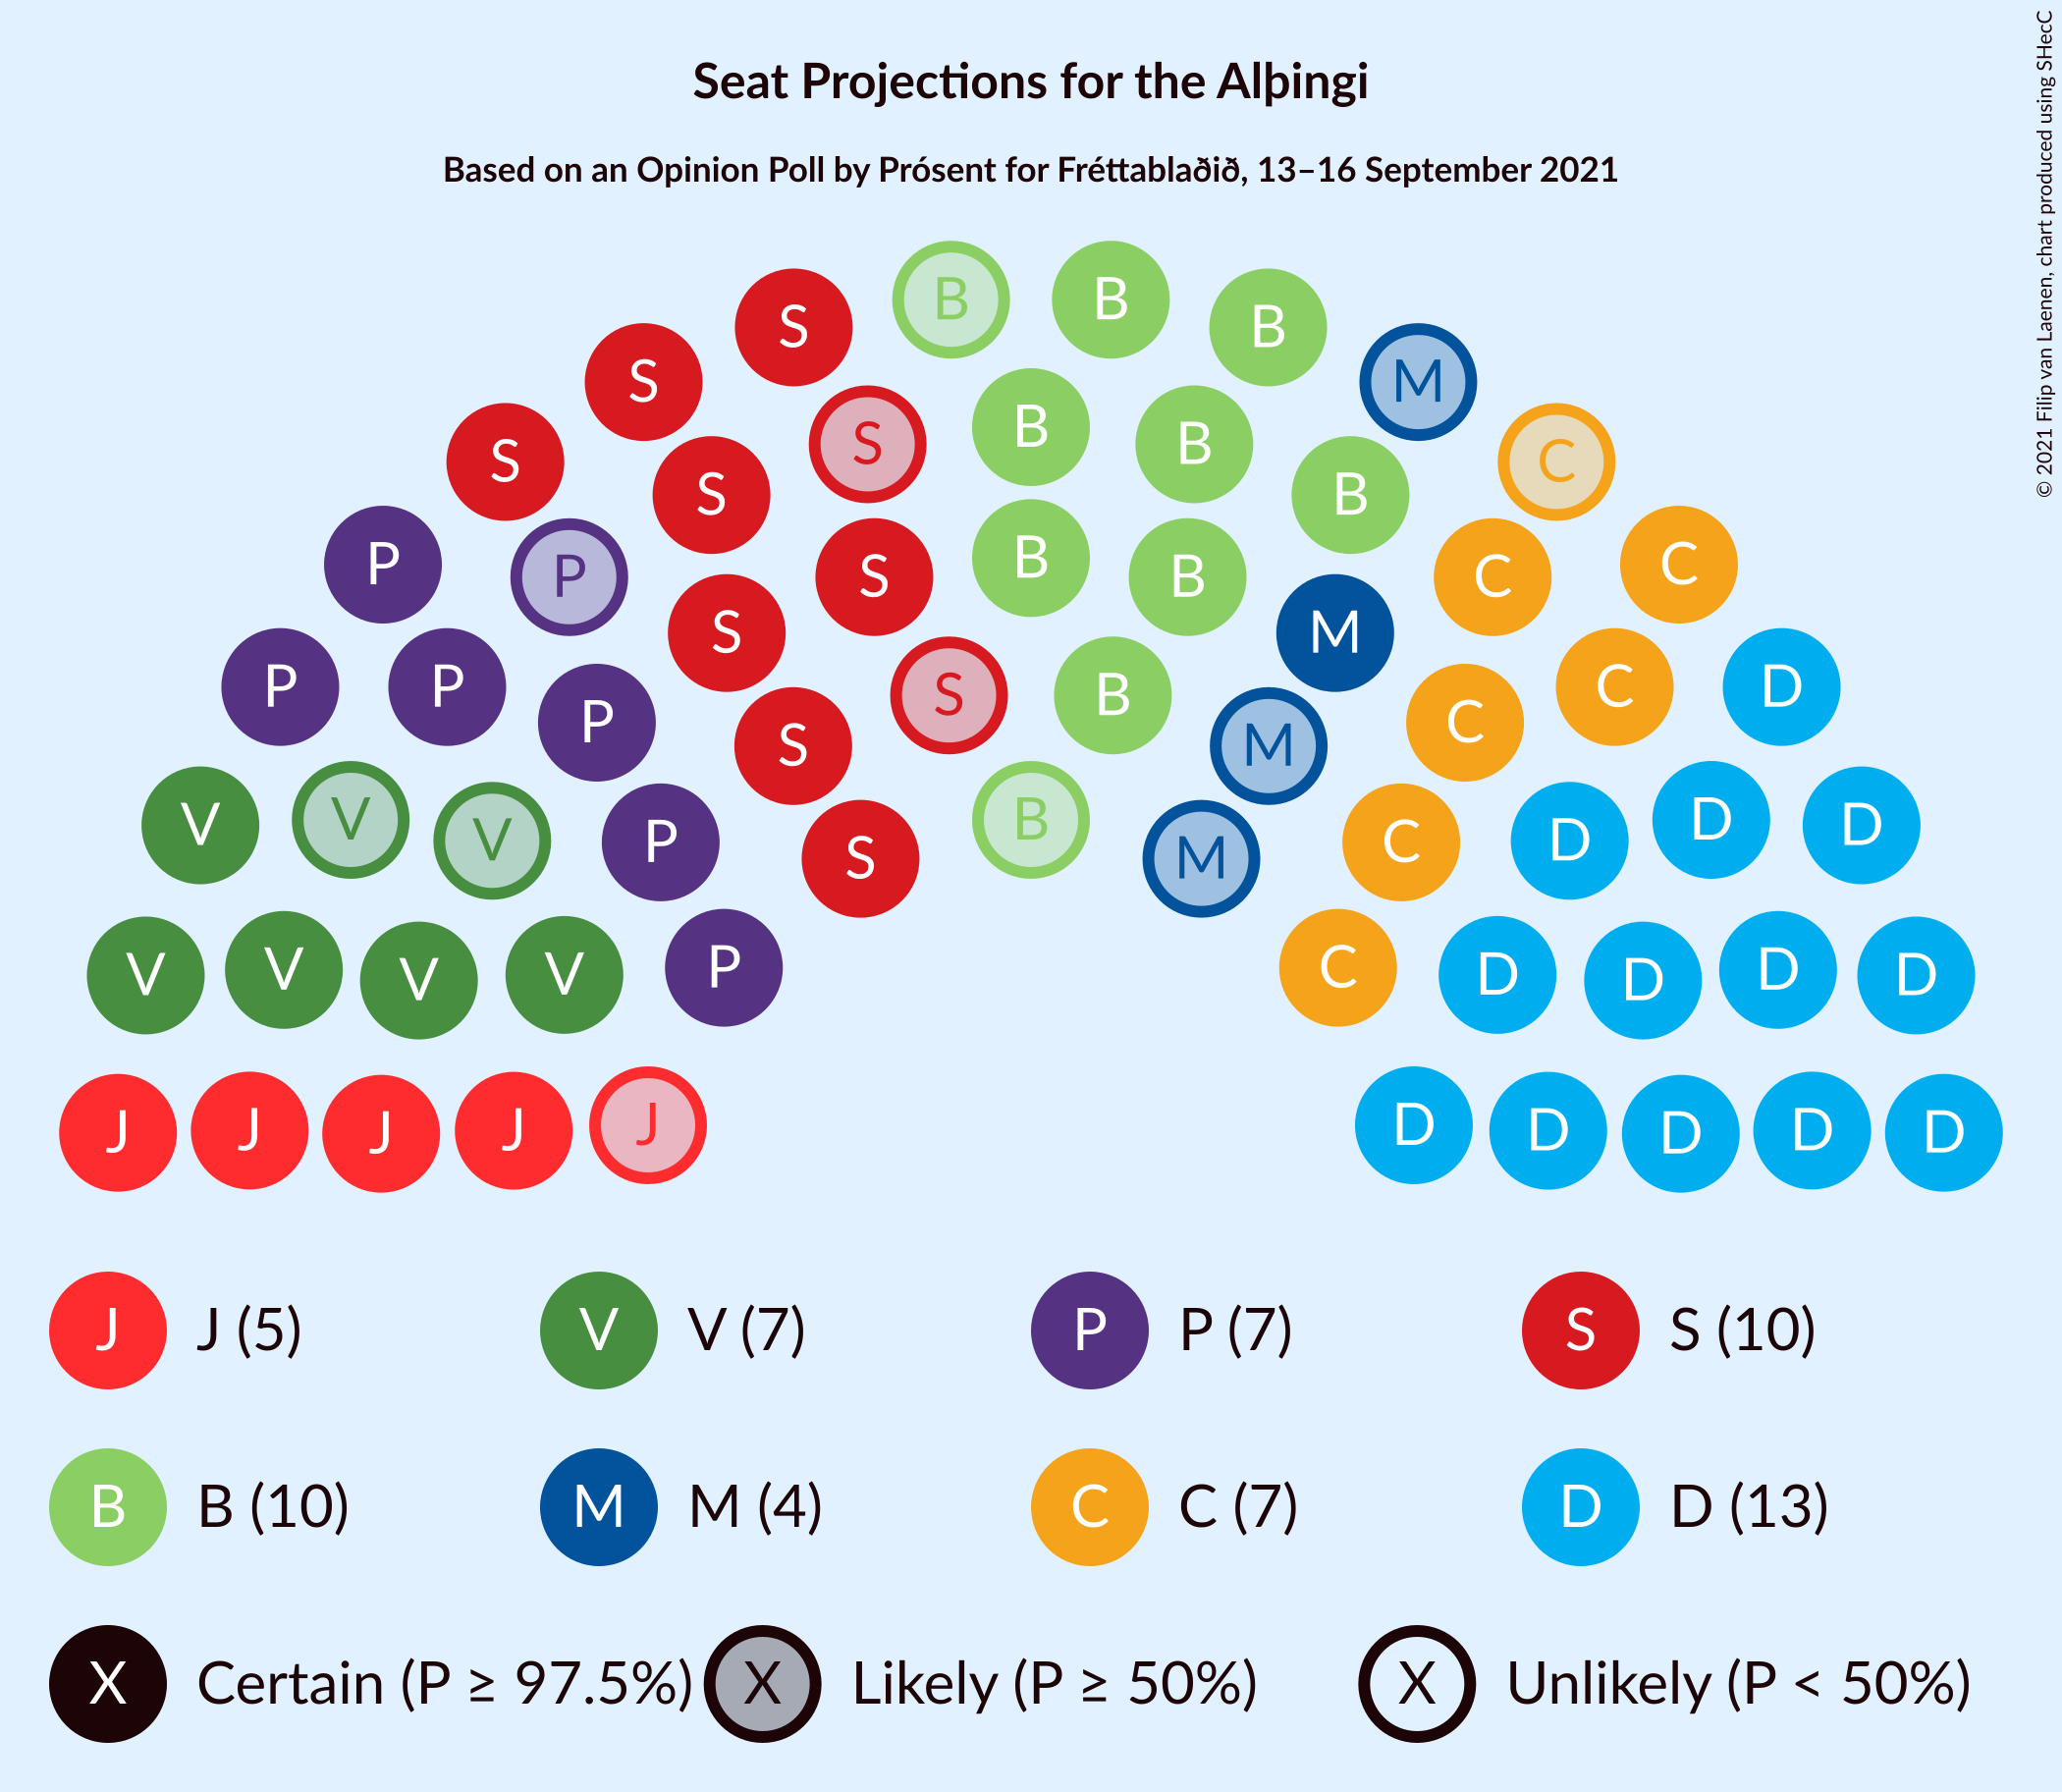 Seat Projections for the Alþingi
Based on an Opinion Poll by Prósent for Fréttablaðið, 13–16 September 2021
© 2021 Filip van Laenen, chart produced using SHecC
B B
S B
S M
S B
S C
B
S B
P C
B
P S B C
S M
P C
P P C D
P S B C
M
V V B D D
V P C D
S M
V V V P C D D D
V D
J J J J J D D D D D
J J (5) V V (7) P P (7) S S (10)
B B (10) M M (4) C C (7) D D (13)
X Certain (P ≥ 97.5%) X Likely (P ≥ 50%) X Unlikely (P < 50%)